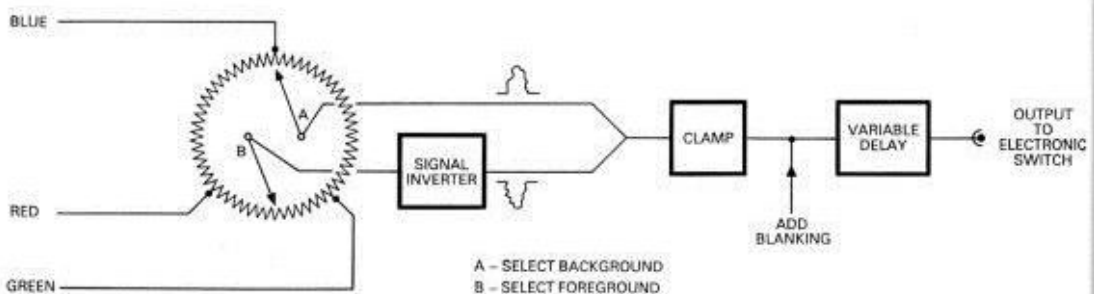 BLUE
A
B
RED
GREEN
SIGNAL
INVERTER
CLAMP
VARIABLE
DELAY
OUTPUT
TO
ELECTRONIC
SWITCH
ADD
BLANKING
A – SELECT BACKGROUND
B – SELECT FOREGROUND